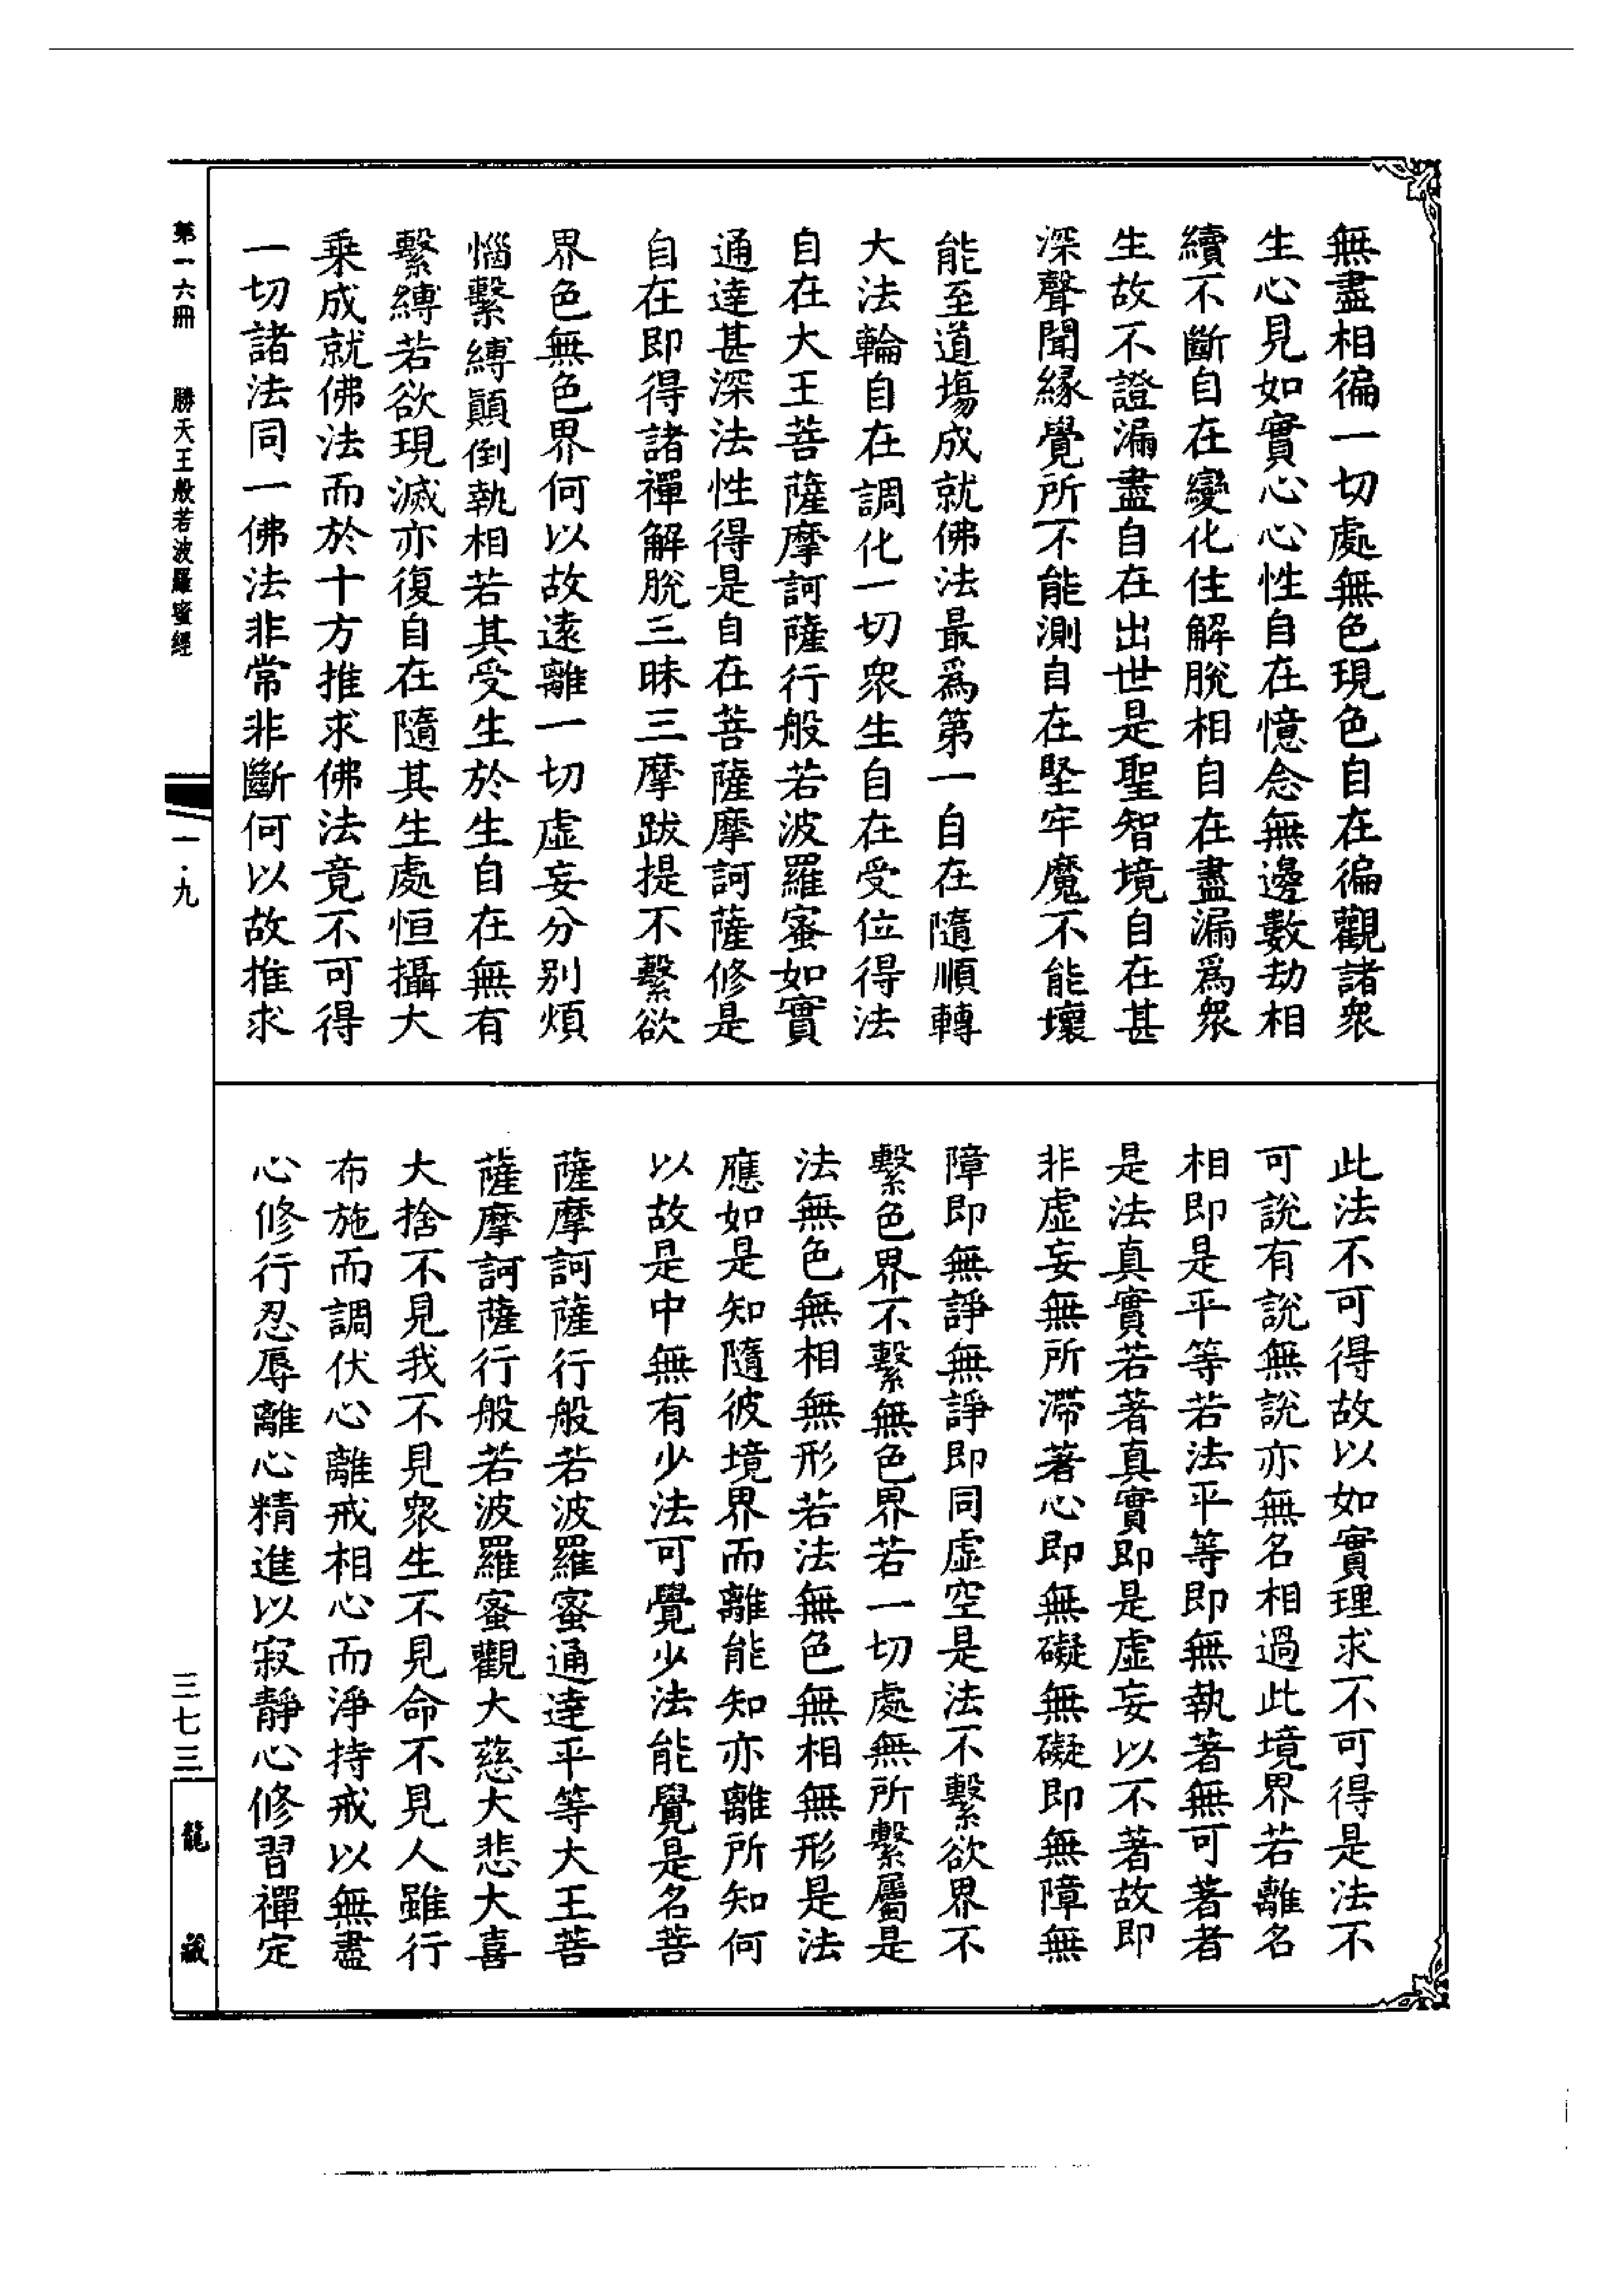 無盡相徧一切處無色現色自在徧觀諸衆
生心見如實心心性自在憶念無邊數劫相
續不斷自在變化住解脫相自在盡漏爲衆
生故不證漏盡自在出世是聖智境自在甚
深聲聞緣覺所不能測自在堅牢魔不能壞
能至道場成就佛法最爲第一自在隨順轉
大法輪自在調化一切衆生自在受位得法
自在大王菩薩摩訶薩行般若波羅蜜如實
通達甚深法性得是自在菩薩摩訶薩修是
自在即得諸禪解脫三昧三摩跋提不繫欲
界色無色界何以故遠離一切虛妄分別煩
惱繫縛顛倒執相若其受生於生自在無有
繫縛若欲現滅亦復自在隨其生處恒攝大
乗成就佛法而於十方推求佛法竟不可得
一切諸法同一佛法非常非斷何以故推求
此法不可得故以如實理求不可得是法不
可說有說無說亦無名相過此境界若離名
相即是平等若法平等即無執著無可著者
是法真實若著真實即是虛妄以不著故即
非虛妄無所滯著心即無礙無礙即無障無
障即無諍無諍即同虛空是法不繫欲界不
繫色界不繫無色界若一切處無所繫屬是
法無色無相無形若法無色無相無形是法
應如是知隨彼境界而離能知亦離所知何
以故是中無有少法可覺少法能覺是名菩
薩摩訶薩行般若波羅蜜通達平等大王菩
薩摩訶薩行般若波羅蜜觀大慈大悲大喜
大捨不見我不見衆生不見命不見人雖行
布施而調伏心離戒相心而淨持戒以無盡
心修行忍辱離心精進以寂靜心修習禪定
第一六冊 勝天王般若波羅蜜經
一·九
三七三
龍藏